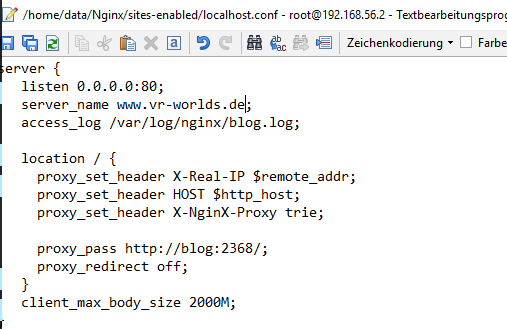 /home/data/Nginx/sites-enabled/localhost.conf - root@192.168.56.2 - Textbearbeitungsprog
Zeichenkodierung
Farbe
server {
listen 0.0.0.0:80;
server_name www.vr-worlds.de;
access_log /var/log/nginx/blog.log;
location / {
proxy_set_header X-Real-IP $remote_addr;
proxy_set_header HOST $http_host;
proxy_set_header X-NginX-Proxy trie;
proxy_pass http://blog:2368/;
proxy_redirect off;
}
client_max_body_size 2000M;